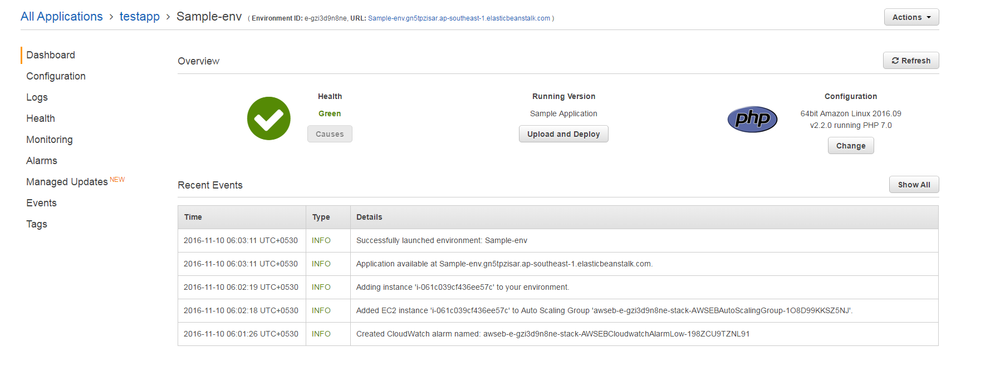 All Applications > testapp > Sample-env ( Environment ID: e-gzi3d9n8ne, URL: Sample-env.gn5tpzisar.ap-southeast-1.elasticbeanstalk.com )
Actions
Dashboard
Configuration
Logs
Health
Monitoring
Alarms
Managed Updates NEW
Events
Tags
Overview
Refresh
Health
Green
Causes
Running Version
Sample Application
Upload and Deploy
php
Configuration
64bit Amazon Linux 2016.09
v2.2.0 running PHP 7.0
Change
Recent Events
Show All
Time Type Details
2016-11-10 06:03:11 UTC+0530 INFO Successfully launched environment: Sample-env
2016-11-10 06:03:11 UTC+0530 INFO Application available at Sample-env.gn5tpzisar.ap-southeast-1.elasticbeanstalk.com.
2016-11-10 06:02:19 UTC+0530 INFO Adding instance 'i-061c039cf436ee57c' to your environment.
2016-11-10 06:02:18 UTC+0530 INFO Added EC2 instance 'i-061c039cf436ee57c' to Auto Scaling Group 'awseb-e-gzi3d9n8ne-stack-AWSEBAutoScalingGroup-1O8D99KKSZ5NJ'.
2016-11-10 06:01:26 UTC+0530 INFO Created CloudWatch alarm named: awseb-e-gzi3d9n8ne-stack-AWSEBCloudwatchAlarmLow-198ZCU9TZNL91